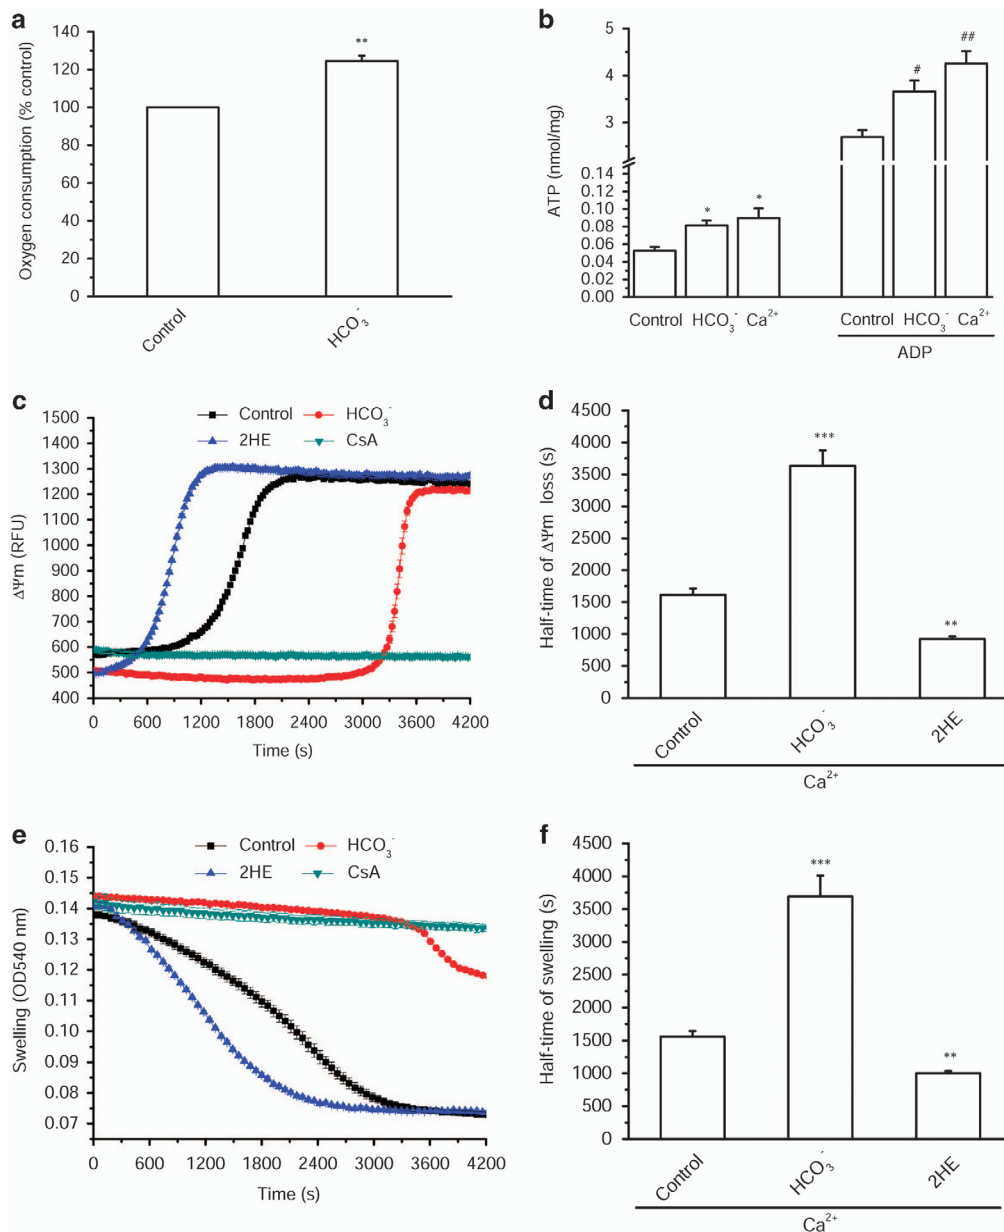 a
Oxygen consumption (% control)
140
120
100
80
60
40
20
0
**
Control
HCO₃⁻
b
ATP (nmol/mg)
5
4
3
0.14
0.12
0.10
0.08
0.06
0.04
0.02
0.00
*
*
#
##
Control HCO₃⁻ Ca²⁺
Control HCO₃⁻ Ca²⁺
ADP
c
ΔΨm (RFU)
1500
1400
1300
1200
1100
1000
900
800
700
600
500
400
Control HCO₃⁻
2HE CsA
0 600 1200 1800 2400 3000 3600 4200
Time (s)
d
Half-time of ΔΨm loss (s)
4500
4000
3500
3000
2500
2000
1500
1000
500
0
***
**
Control
HCO₃⁻
2HE
Ca²⁺
e
Swelling (OD540 nm)
0.16
0.15
0.14
0.13
0.12
0.11
0.10
0.09
0.08
0.07
Control HCO₃⁻
2HE CsA
0 600 1200 1800 2400 3000 3600 4200
Time (s)
f
Half-time of swelling (s)
4500
4000
3500
3000
2500
2000
1500
1000
500
0
***
**
Control
HCO₃⁻
2HE
Ca²⁺